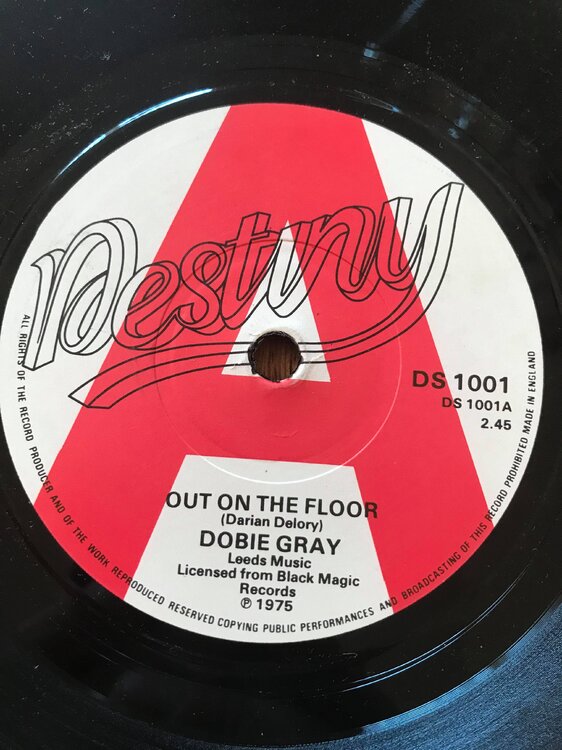 A
Destiny
DS 1001
DS 1001A
2.45
OUT ON THE FLOOR
(Darian Delory)
DOBIE GRAY
Leeds Music
Licensed from Black Magic
Records
℗ 1975
ALL RIGHTS OF THE RECORD PRODUCER AND OF THE WORK REPRODUCED RESERVED COPYING PUBLIC PERFORMANCES AND BROADCASTING OF THIS RECORD PROHIBITED MADE IN ENGLAND